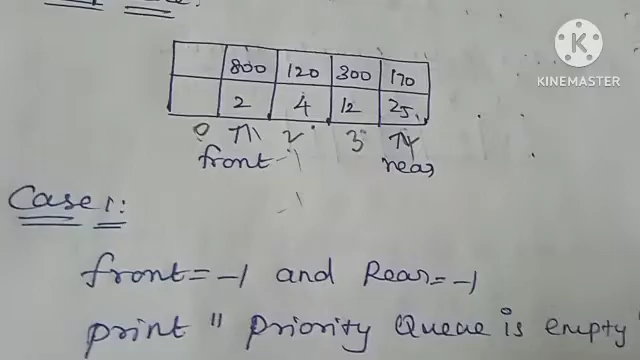 K
KINEMASTER
800 120 300 170
2 4 12 25
0 1 2 3 4
front rear
Case 1:
front = -1 and Rear = -1
print " Priority Queue is empty"